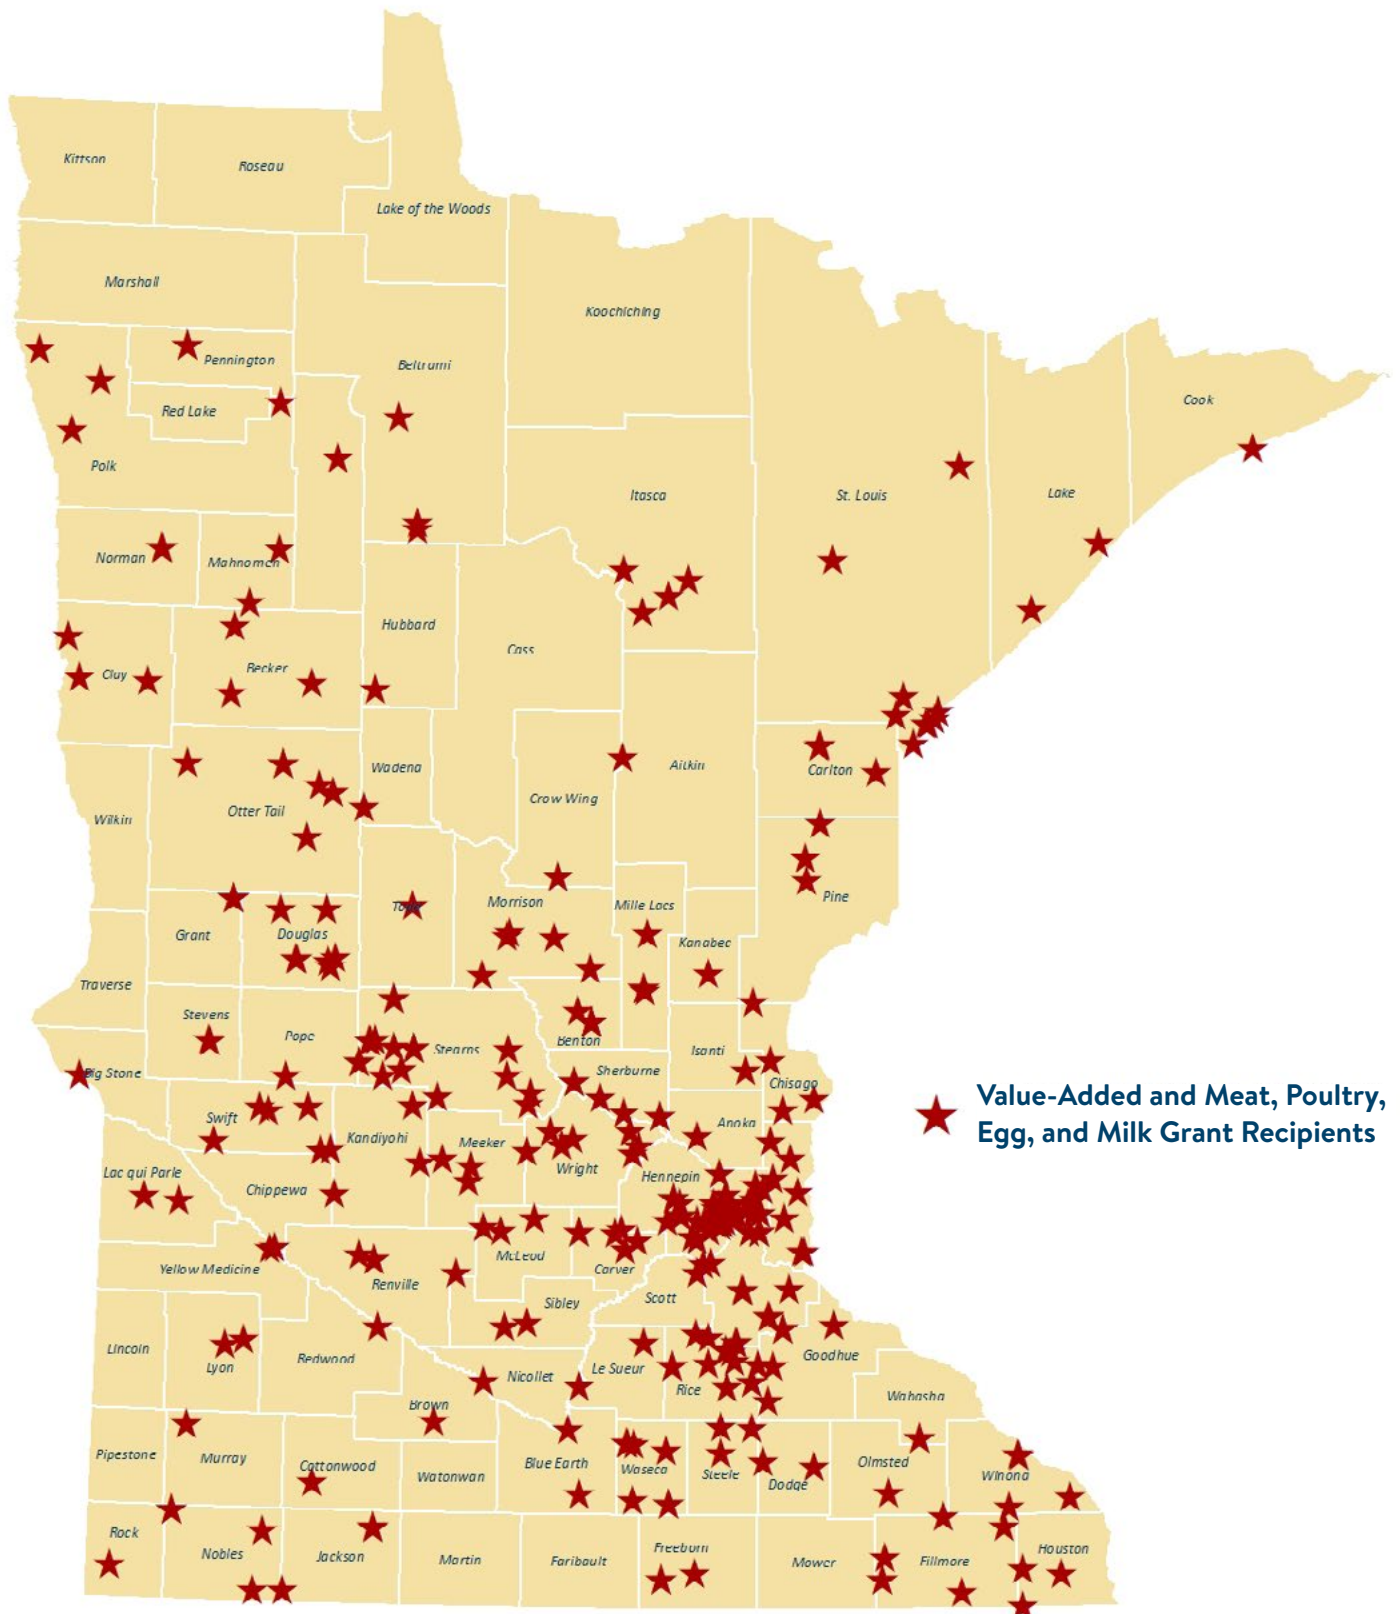 Kittson
Roseau
Lake of the Woods
Marshall
Koochiching
Pennington
Beltrami
Red Lake
Cook
Polk
Itasca
St. Louis
Lake
Norman
Mahnomen
Hubbard
Cass
Clay
Becker
Wadena
Aitkin
Carlton
Crow Wing
Otter Tail
Wilkin
Pine
Todd
Morrison
Mille Lacs
Grant
Douglas
Kanabec
Traverse
Stevens
Pope
Stearns
Benton
Isanti
Big Stone
Sherburne
Chisago
Swift
Anoka
Value-Added and Meat, Poultry,
Egg, and Milk Grant Recipients
Kandiyohi
Meeker
Wright
Lac qui Parle
Hennepin
Chippewa
McLeod
Yellow Medicine
Renville
Carver
Scott
Sibley
Lincoln
Lyon
Redwood
Nicollet
Le Sueur
Goodhue
Rice
Wabasha
Brown
Pipestone
Murray
Cottonwood
Watonwan
Blue Earth
Waseca
Steele
Dodge
Olmsted
Winona
Rock
Nobles
Jackson
Martin
Faribault
Freeborn
Mower
Fillmore
Houston